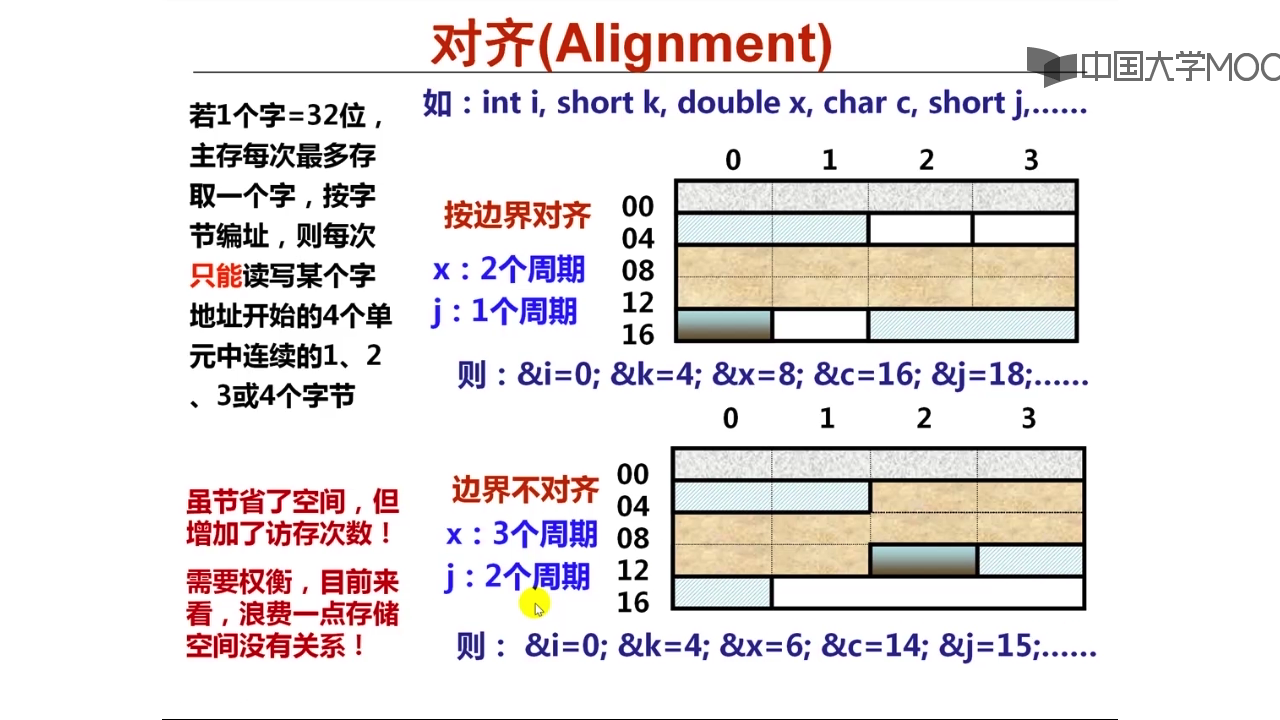 对齐(Alignment)
中国大学MOO
如：int i, short k, double x, char c, short j,……
若1个字=32位，
主存每次最多存
取一个字，按字
节编址，则每次
只能读写某个字
地址开始的4个单
元中连续的1、2
、3或4个字节
虽节省了空间，但
增加了访存次数！
需要权衡，目前来
看，浪费一点存储
空间没有关系！
按边界对齐
x：2个周期
j：1个周期
0 1 2 3
00
04
08
12
16
则：&i=0; &k=4; &x=8; &c=16; &j=18;……
边界不对齐
x：3个周期
j：2个周期
0 1 2 3
00
04
08
12
16
则： &i=0; &k=4; &x=6; &c=14; &j=15;……